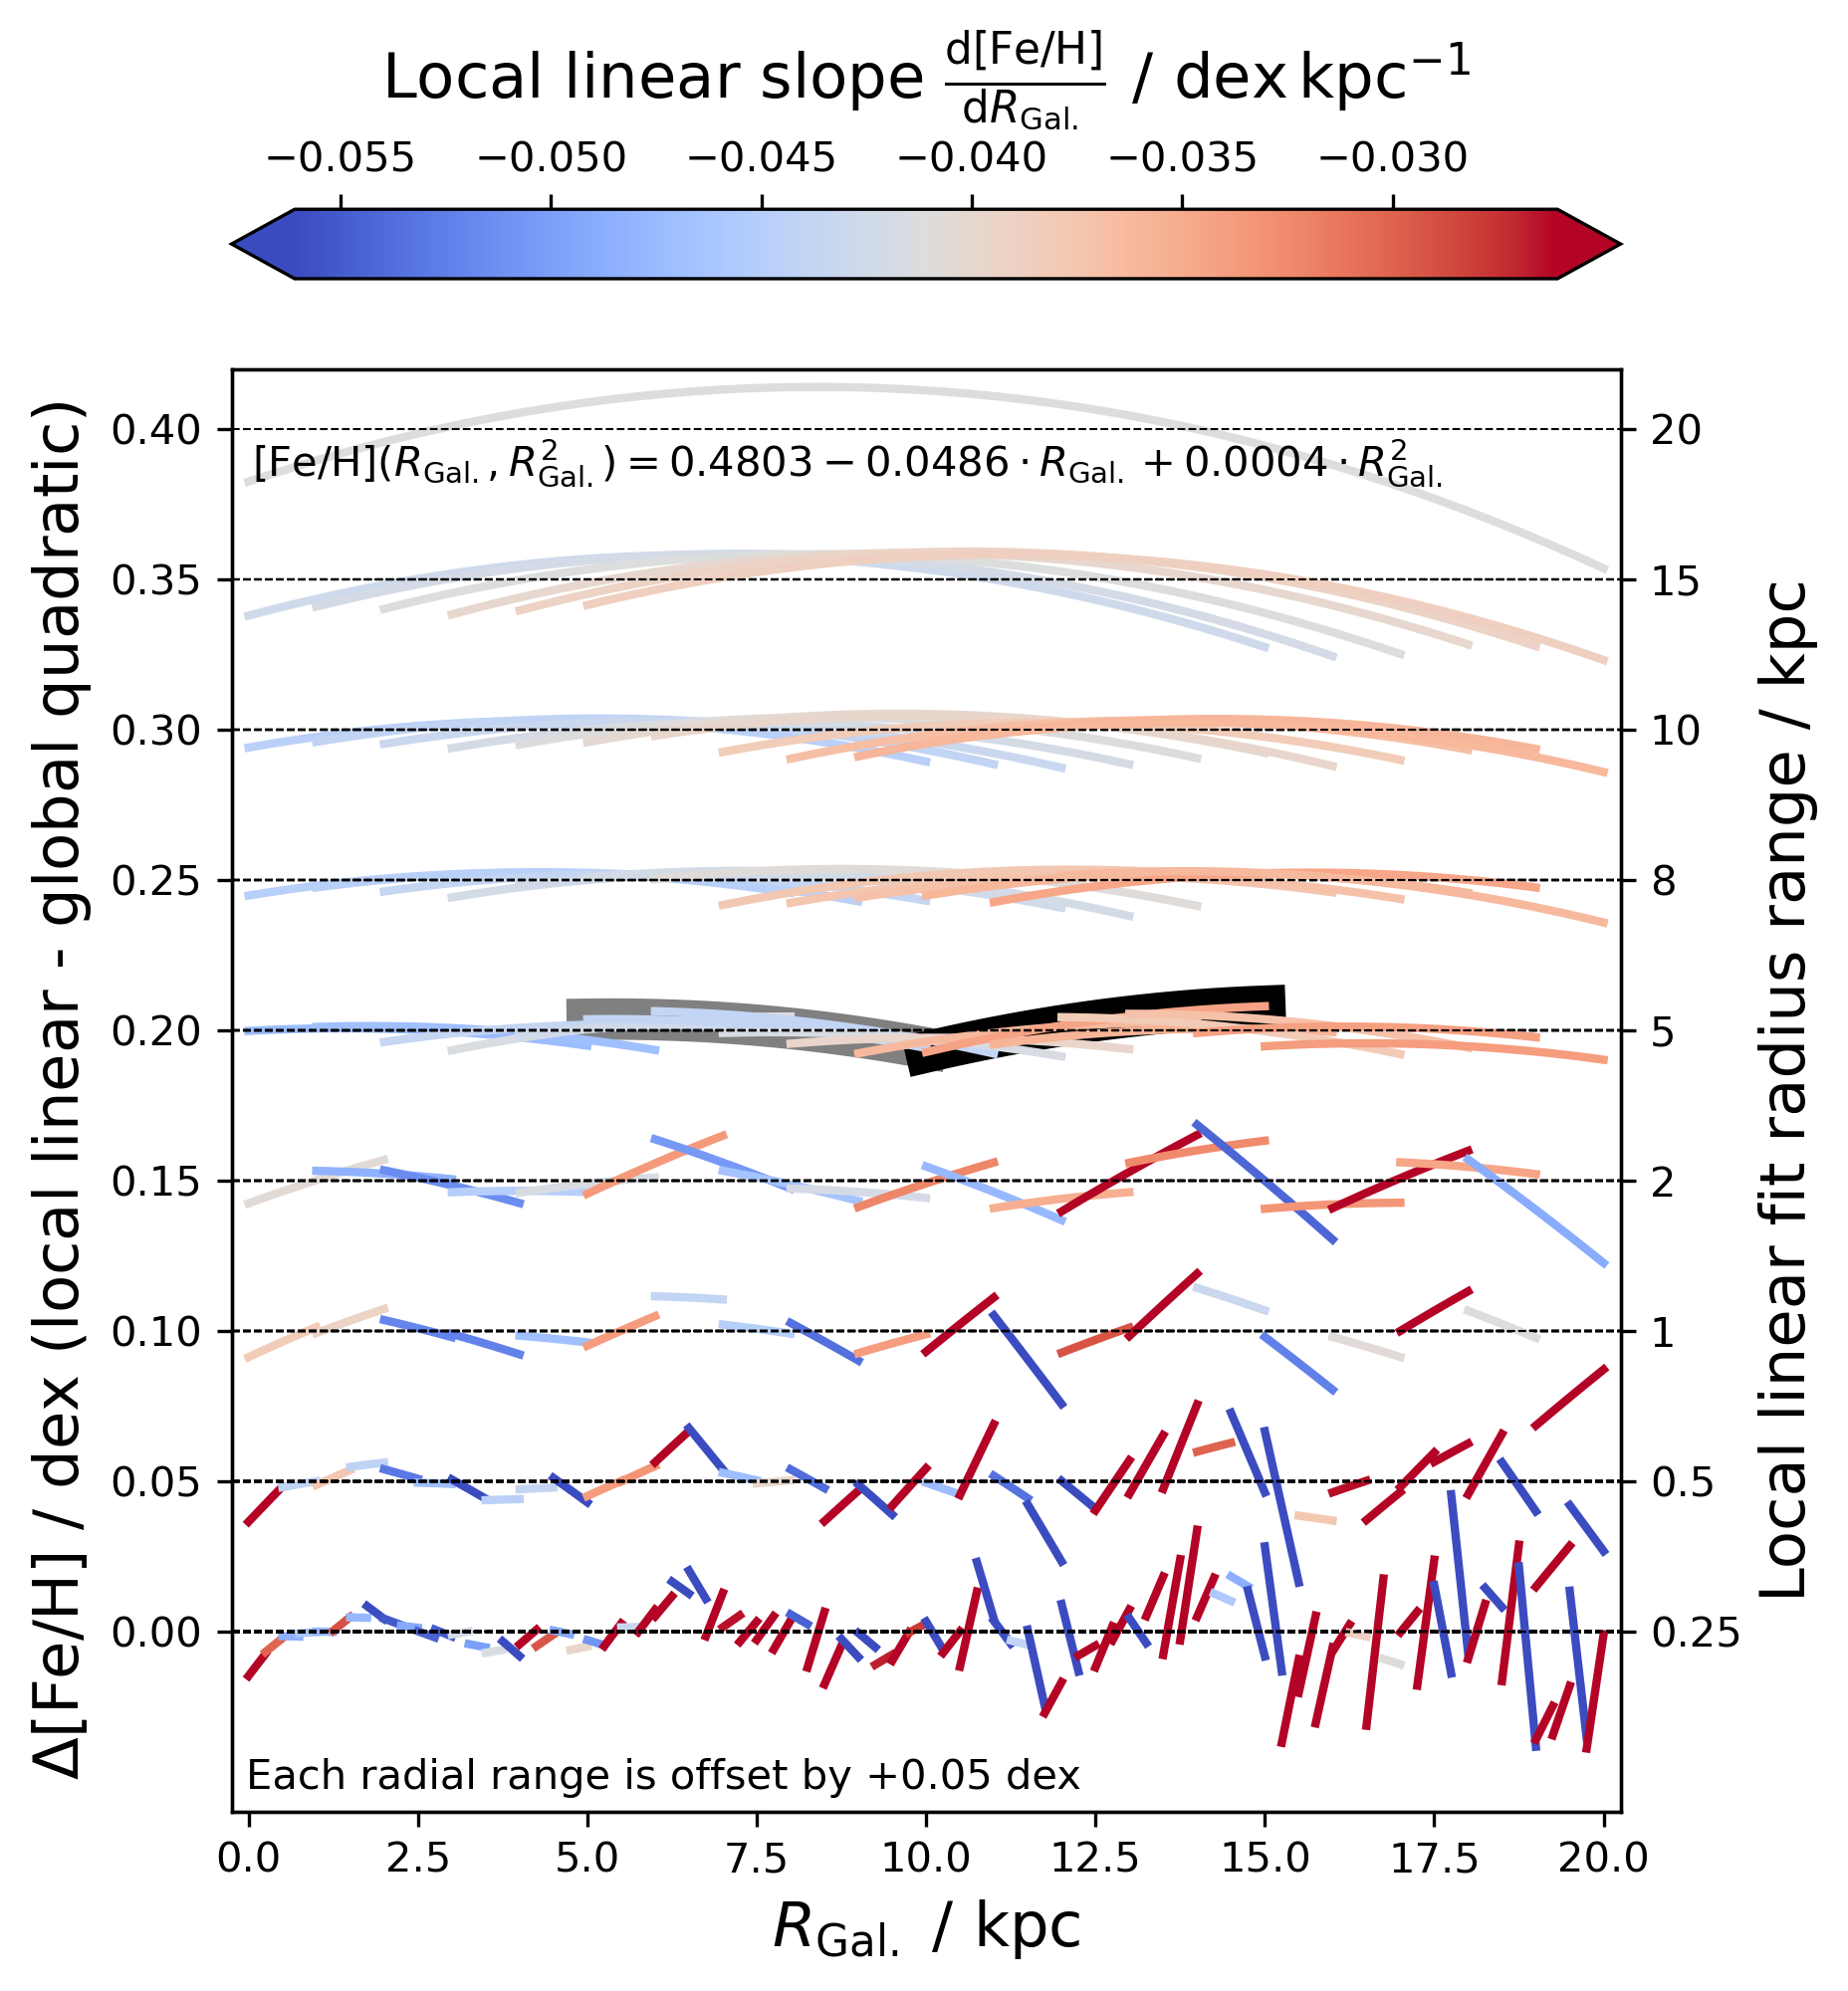 Local linear slope d[Fe/H]/dR_Gal. / dex kpc⁻¹
−0.055 −0.050 −0.045 −0.040 −0.035 −0.030
Δ[Fe/H] / dex (local linear - global quadratic)
0.40
0.35
0.30
0.25
0.20
0.15
0.10
0.05
0.00
[Fe/H](R_Gal., R²_Gal.) = 0.4803 − 0.0486 · R_Gal. + 0.0004 · R²_Gal.
Each radial range is offset by +0.05 dex
20
15
10
8
5
2
1
0.5
0.25
Local linear fit radius range / kpc
0.0 2.5 5.0 7.5 10.0 12.5 15.0 17.5 20.0
R_Gal. / kpc